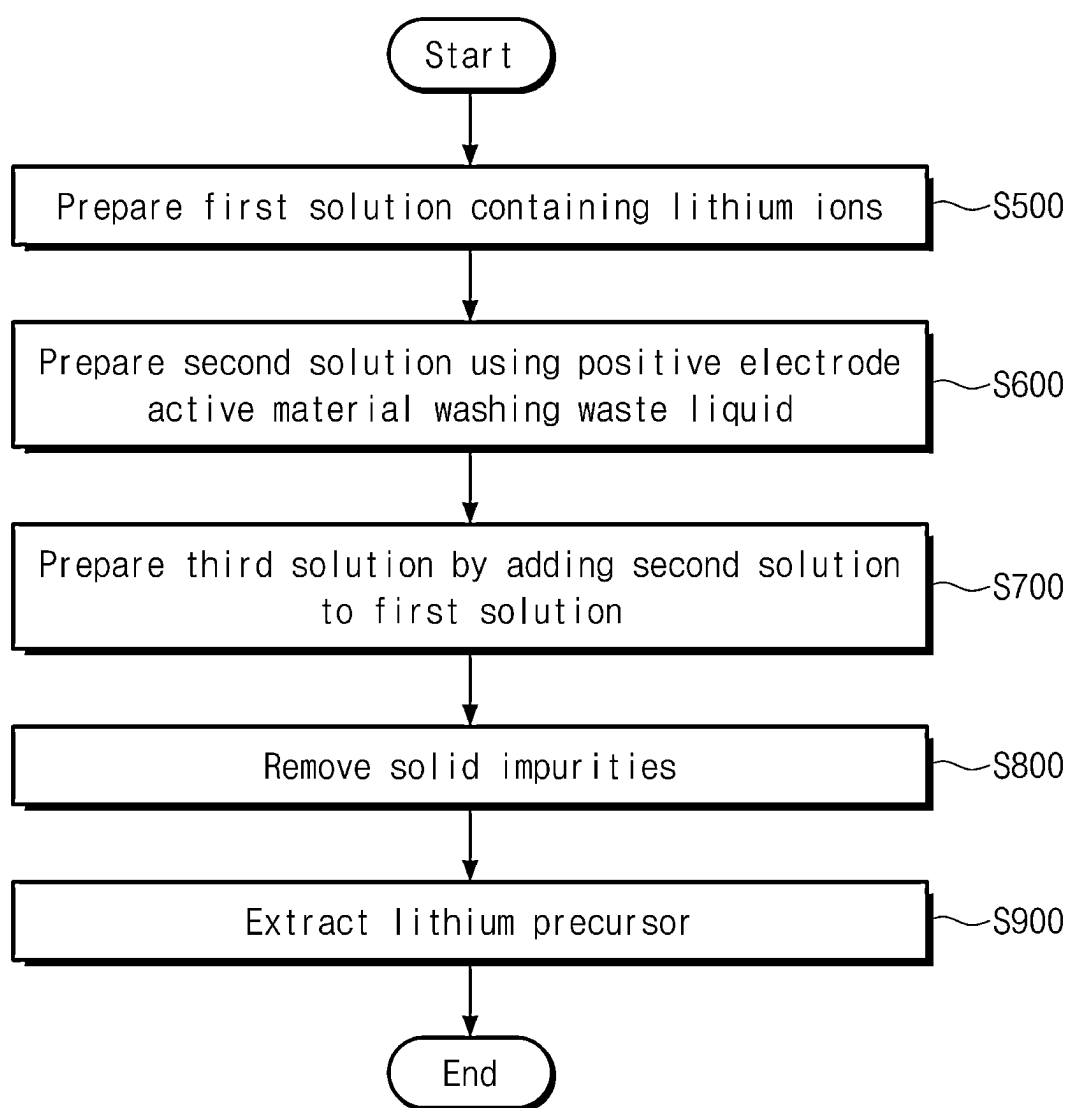 Start
Prepare first solution containing lithium ions
S500
Prepare second solution using positive electrode
active material washing waste liquid
S600
Prepare third solution by adding second solution
to first solution
S700
Remove solid impurities
S800
Extract lithium precursor
S900
End